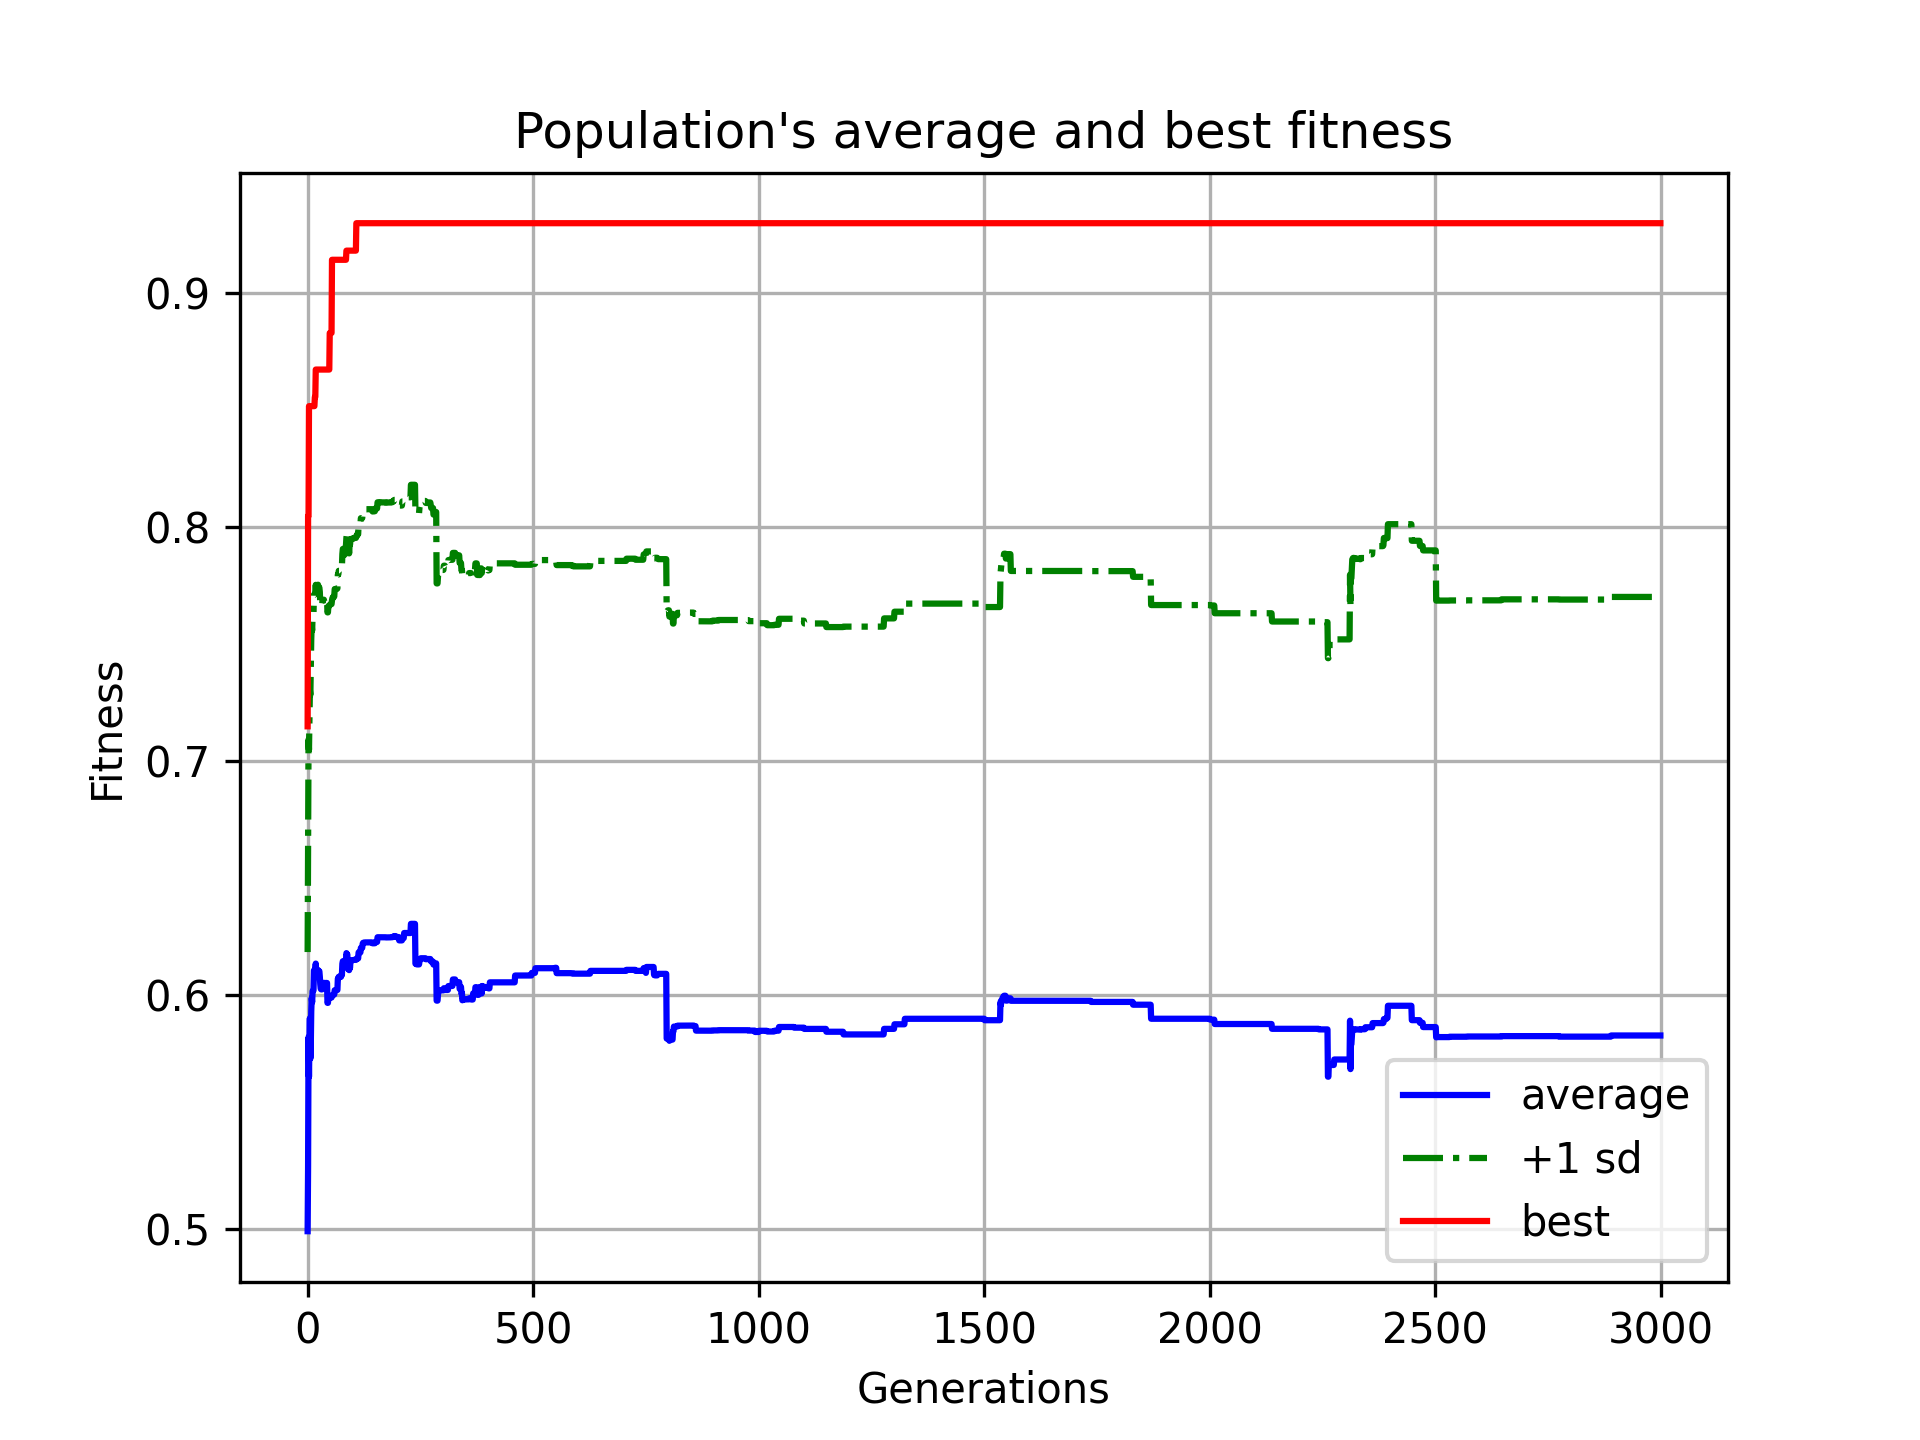 Population's average and best fitness
Fitness
0.9
0.8
0.7
0.6
0.5
average
+1 sd
best
0 500 1000 1500 2000 2500 3000
Generations